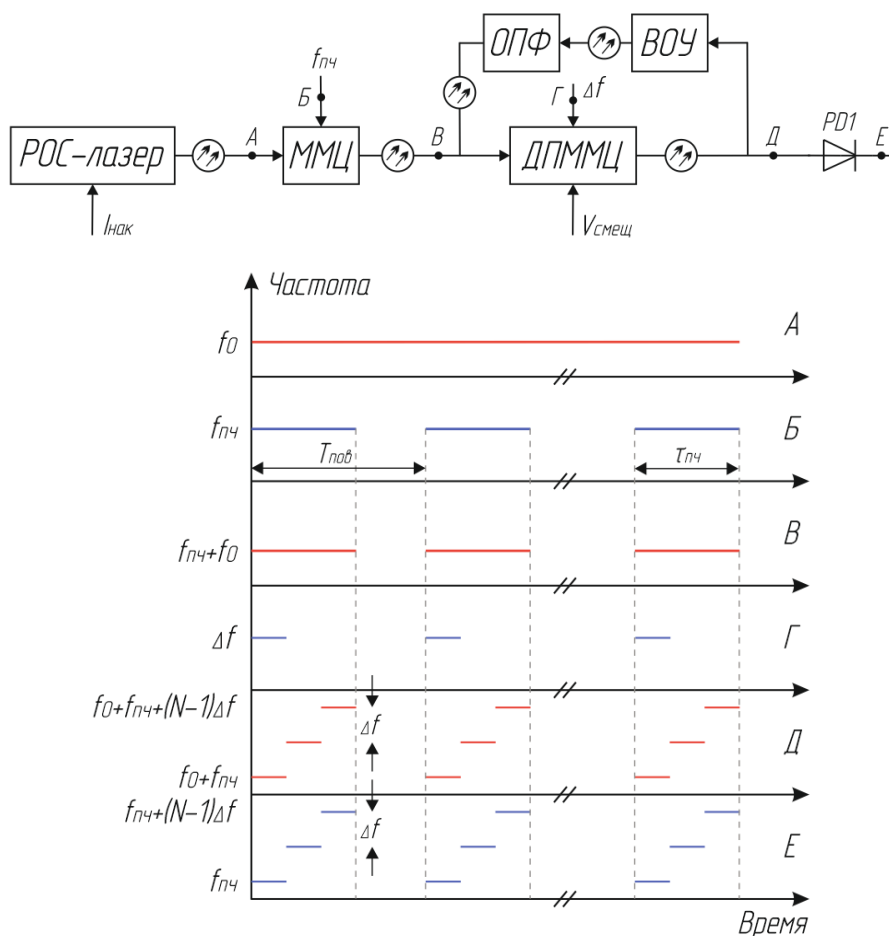 ОПФ ВОУ
fпч
Б
Г Δf
А В Д PD1 Е
РОС-лазер ММЦ ДПММЦ
Iнак Vсмещ
Частота
f0 А
fпч Б
Tпов τпч
fпч+f0 В
Δf Г
f0+fпч+(N-1)Δf
Δf Д
f0+fпч
fпч+(N-1)Δf
Δf Е
fпч
Время